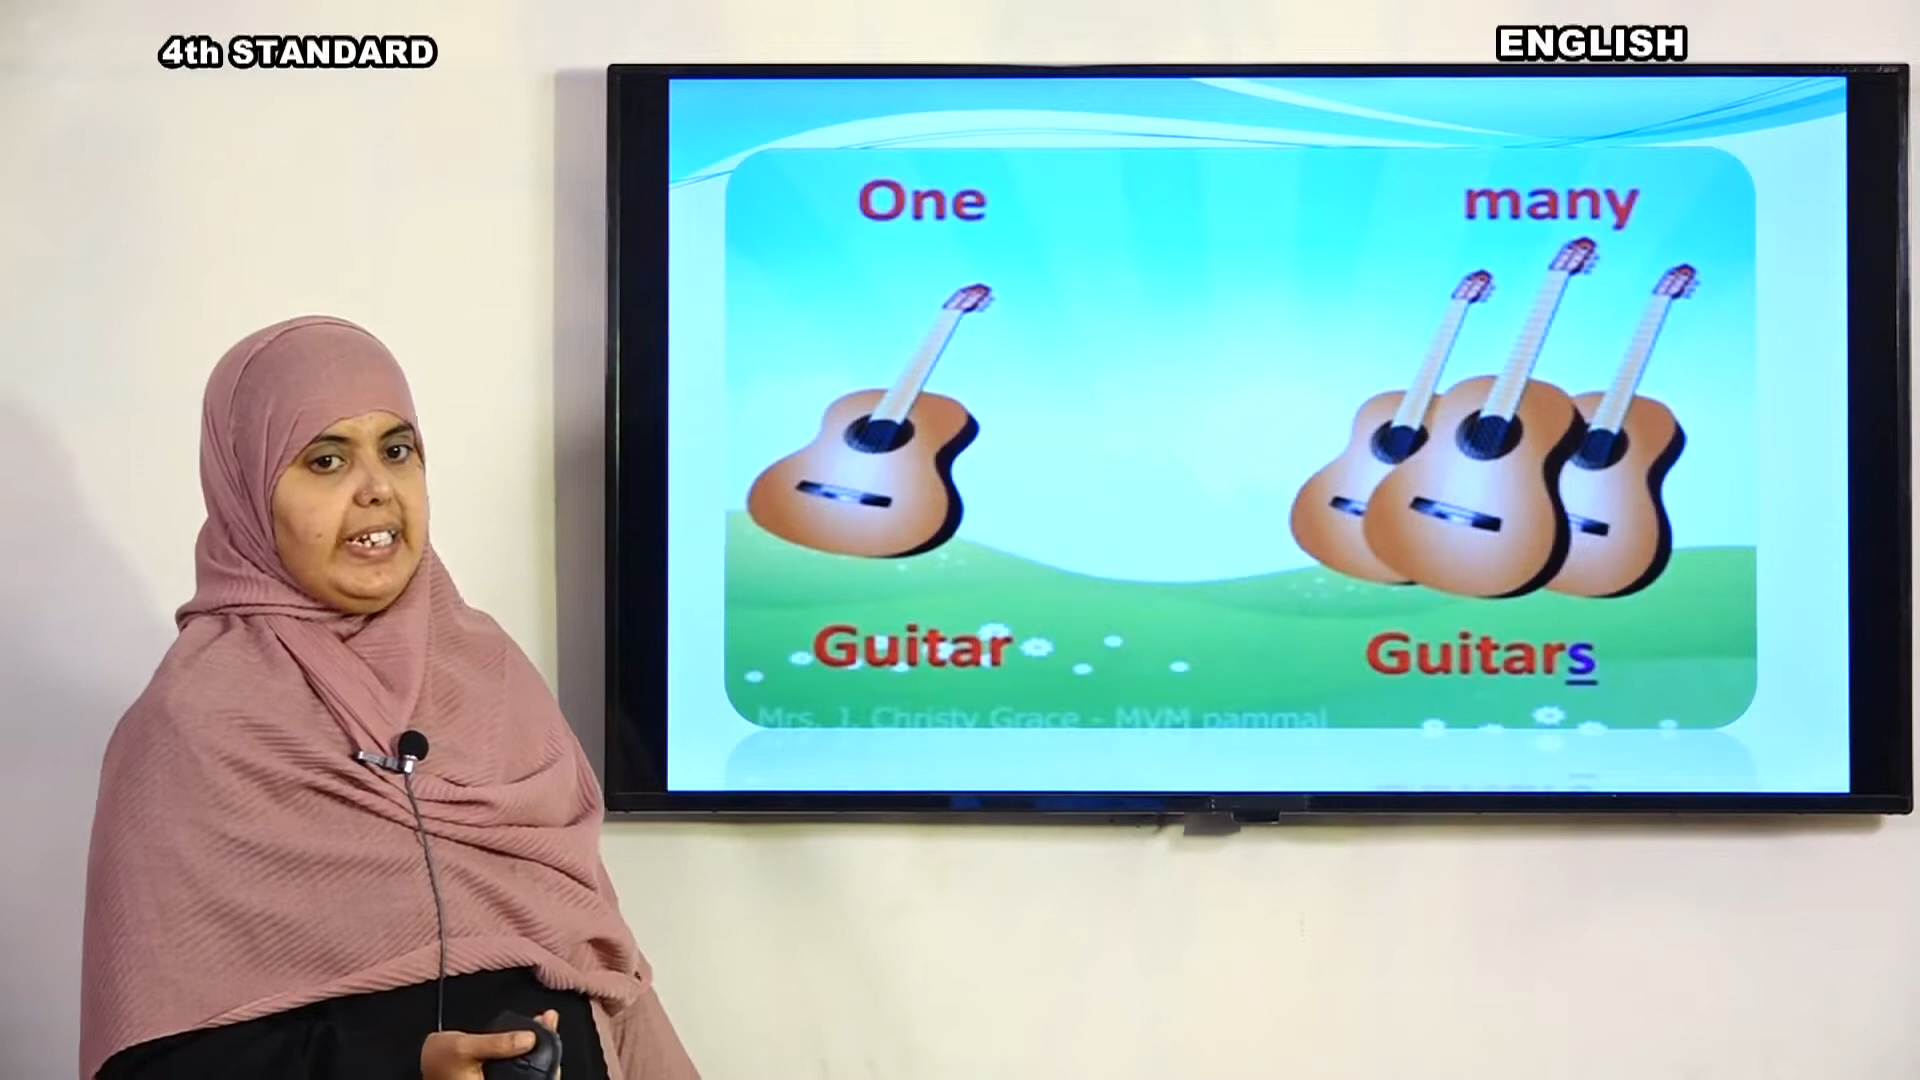 4th STANDARD
ENGLISH
One
many
Guitar
Guitars
Mrs. J. Christy Grace - MVM pammal